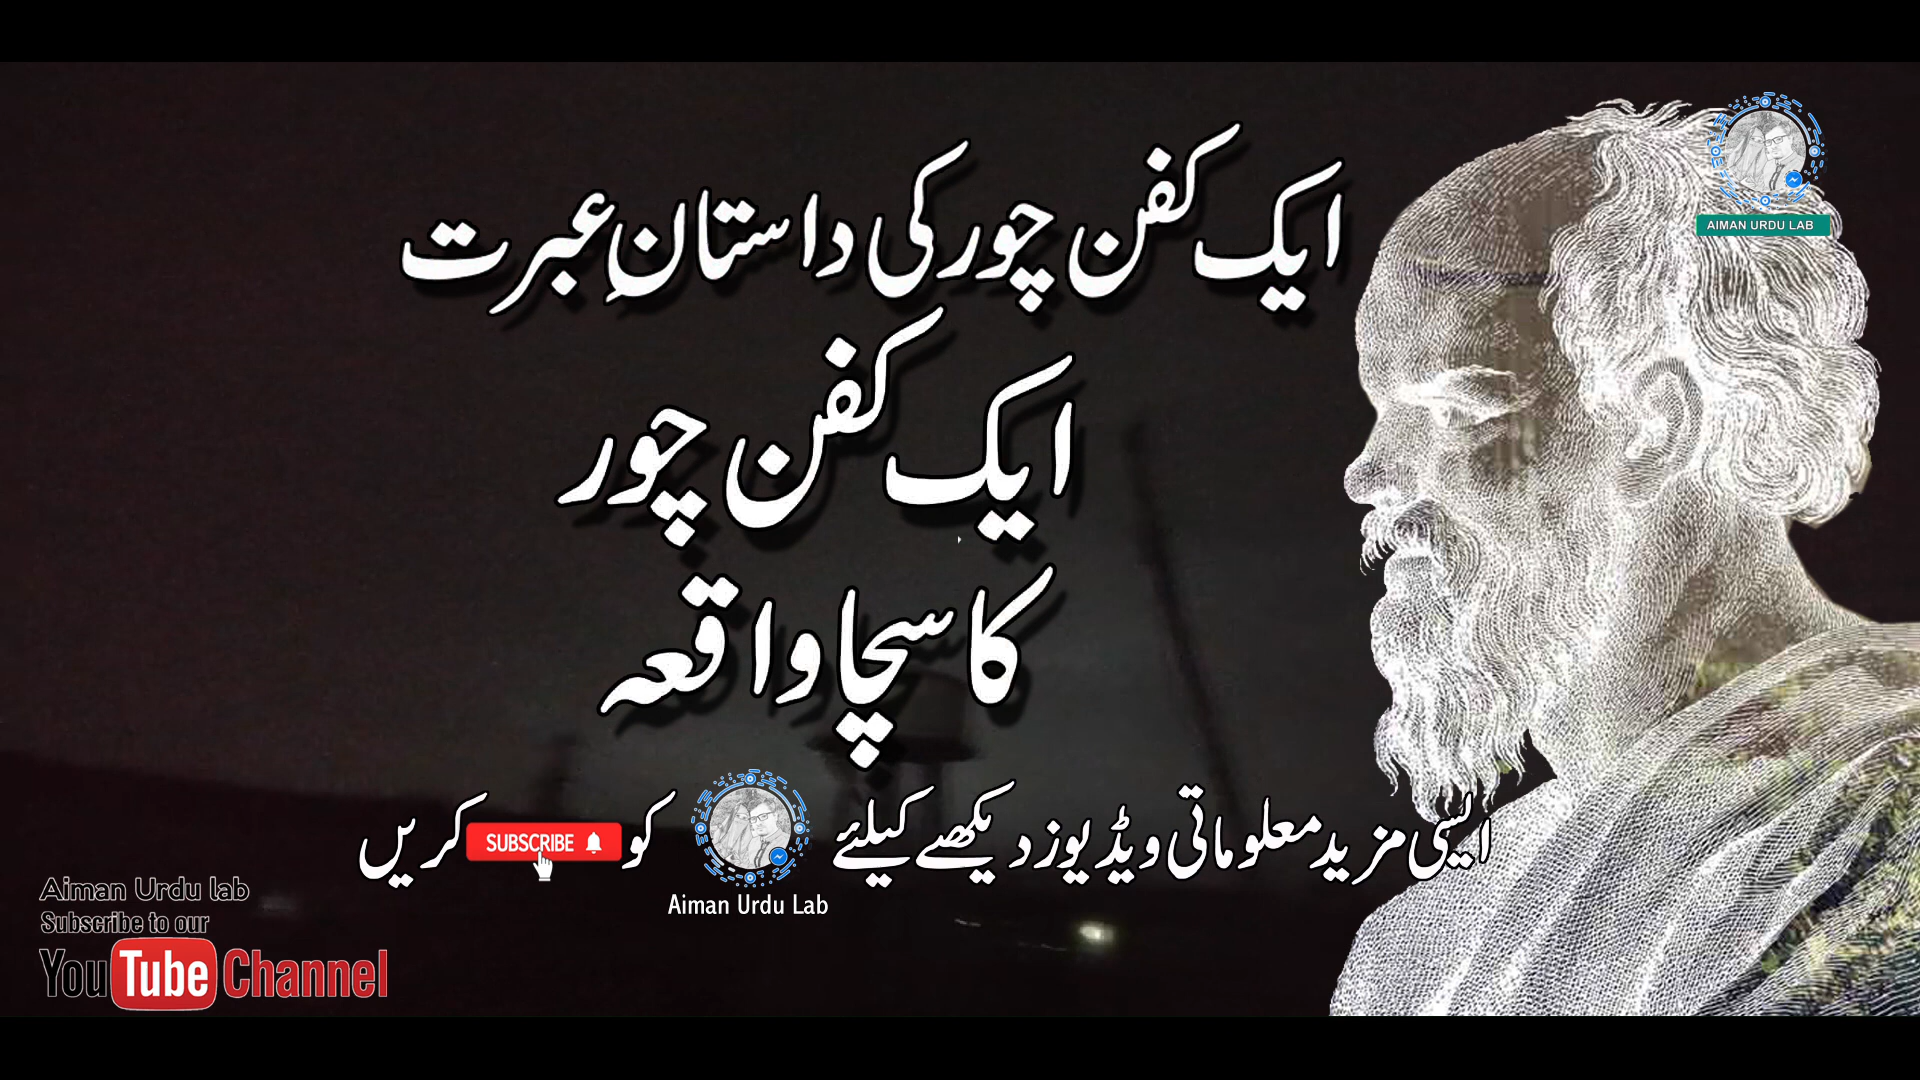 AIMAN URDU LAB
ایک کفن چور کی داستانِ عبرت
ایک کفن چور
کا سچا واقعہ
ایسی مزید معلوماتی ویڈیوز دیکھنے کیلئے کو SUBSCRIBE کریں
Aiman Urdu Lab
Aiman Urdu lab
Subscribe to our
YouTube Channel